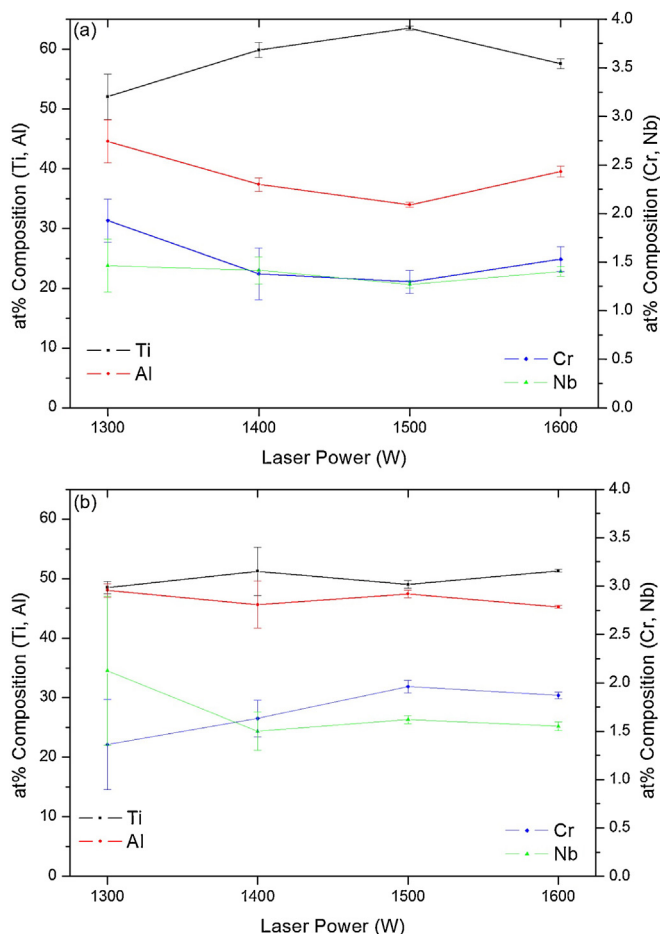 (a)
60
50
40
30
20
10
0
at% Composition (Ti, Al)
4.0
3.5
3.0
2.5
2.0
1.5
1.0
0.5
0.0
at% Composition (Cr, Nb)
Ti
Al
Cr
Nb
1300 1400 1500 1600
Laser Power (W)
(b)
60
50
40
30
20
10
0
at% Composition (Ti, Al)
4.0
3.5
3.0
2.5
2.0
1.5
1.0
0.5
0.0
at% Composition (Cr, Nb)
Ti
Al
Cr
Nb
1300 1400 1500 1600
Laser Power (W)